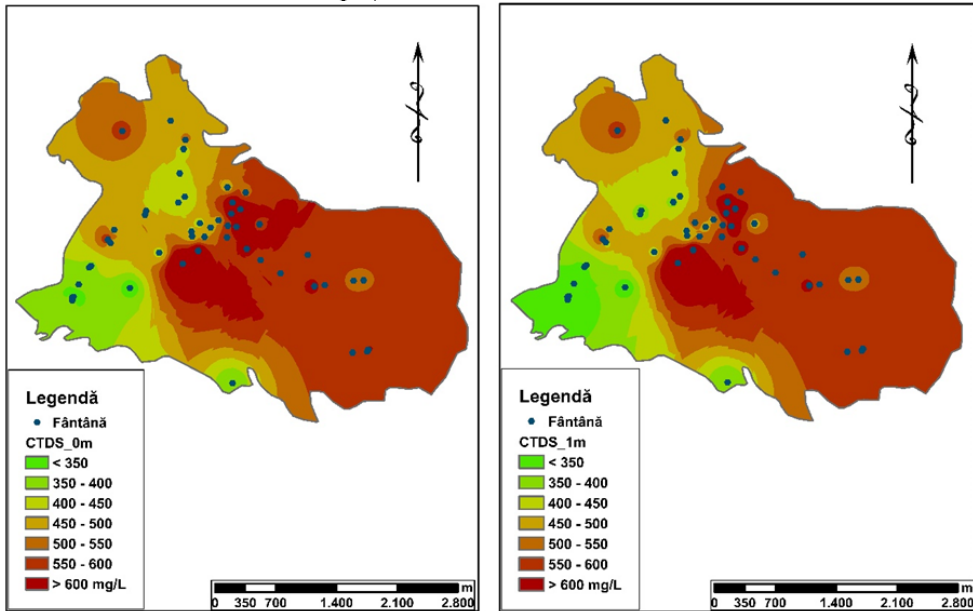 Legendă
Fântână
CTDS_0m
< 350
350 - 400
400 - 450
450 - 500
500 - 550
550 - 600
> 600 mg/L
m
0 350 700 1.400 2.100 2.800
Legendă
Fântână
CTDS_1m
< 350
350 - 400
400 - 450
450 - 500
500 - 550
550 - 600
> 600 mg/L
m
0 350 700 1.400 2.100 2.800